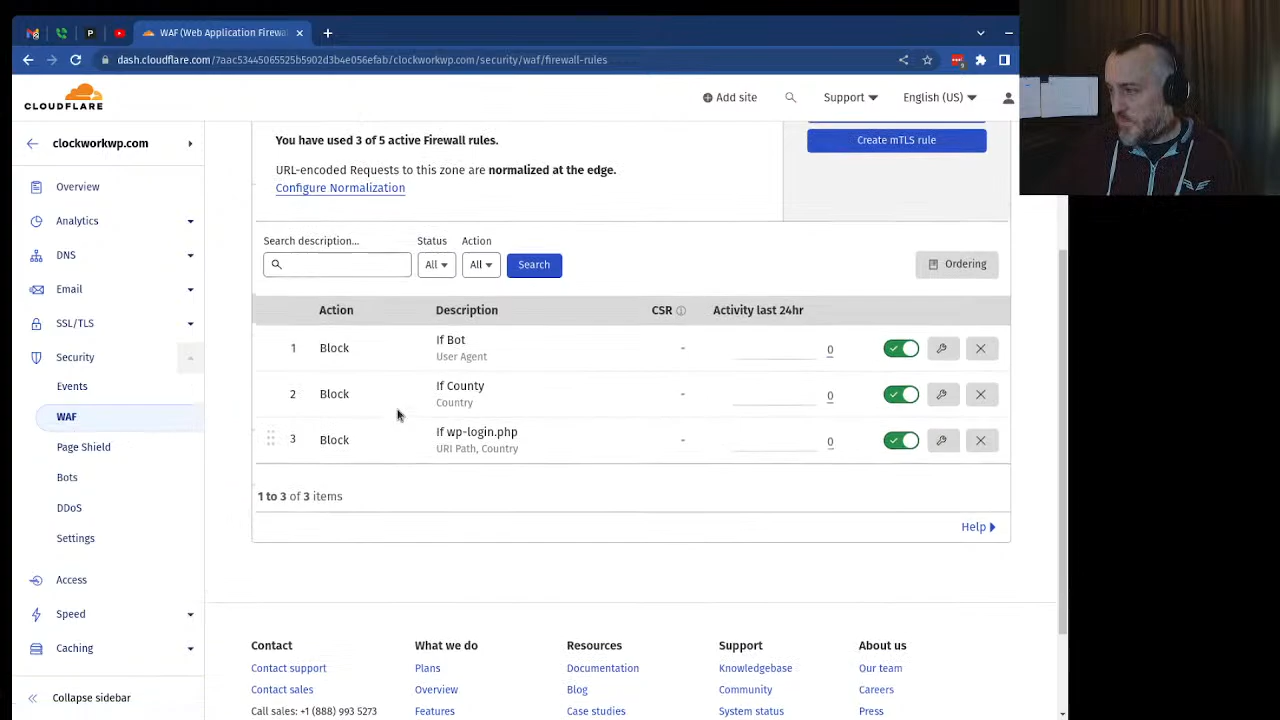 P
WAF (Web Application Firewa
dash.cloudflare.com/7aac53445065525b5902d3b4e056efab/clockworkwp.com/security/waf/firewall-rules
CLOUDFLARE
Add site
Support
English (US)
clockworkwp.com
Overview
Analytics
DNS
Email
SSL/TLS
Security
Events
WAF
Page Shield
Bots
DDoS
Settings
Access
Speed
Caching
Collapse sidebar
You have used 3 of 5 active Firewall rules.
URL-encoded Requests to this zone are normalized at the edge.
Configure Normalization
Create mTLS rule
Search description... Status Action
All All Search
Ordering
Action Description CSR Activity last 24hr
1 Block If Bot - 0
User Agent
2 Block If County - 0
Country
3 Block If wp-login.php - 0
URI Path, Country
1 to 3 of 3 items
Help
Contact What we do Resources Support About us
Contact support Plans Documentation Knowledgebase Our team
Contact sales Overview Blog Community Careers
Call sales: +1 (888) 993 5273 Features Case studies System status Press